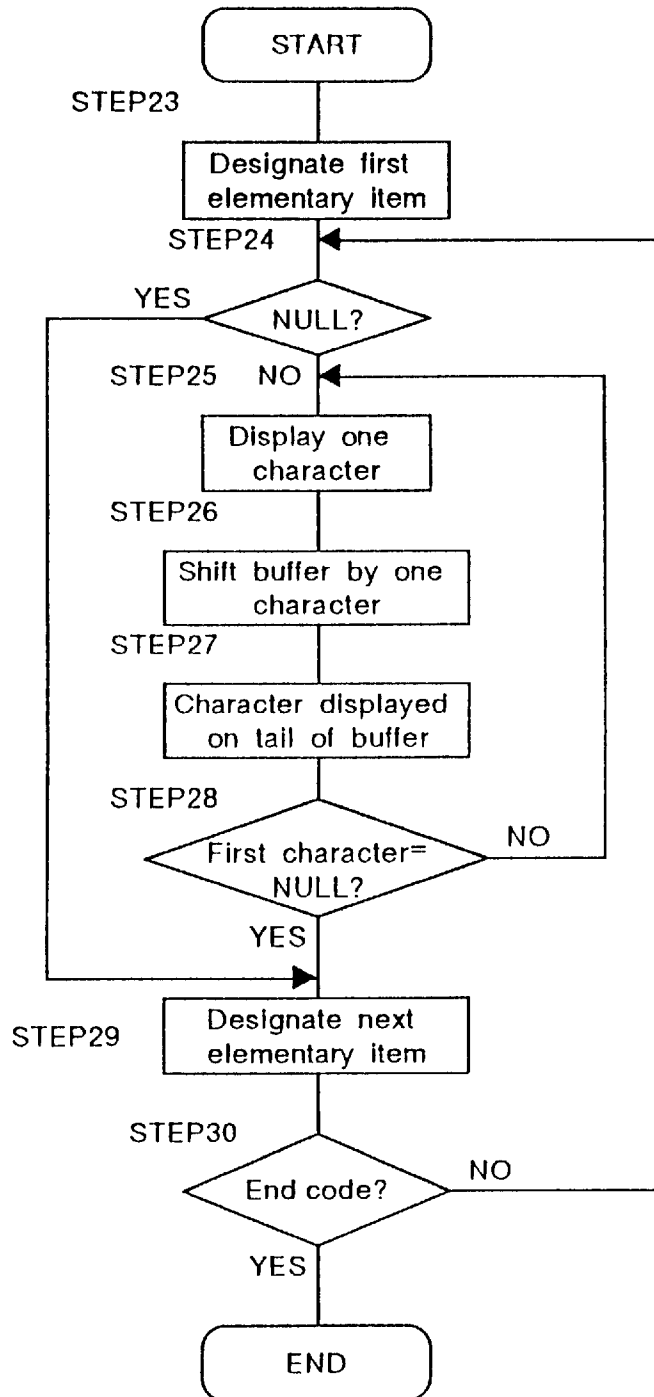 START
STEP23
Designate first
elementary item
STEP24
YES
NULL?
STEP25 NO
Display one
character
STEP26
Shift buffer by one
character
STEP27
Character displayed
on tail of buffer
STEP28
First character=
NULL?
NO
YES
STEP29
Designate next
elementary item
STEP30
End code?
NO
YES
END